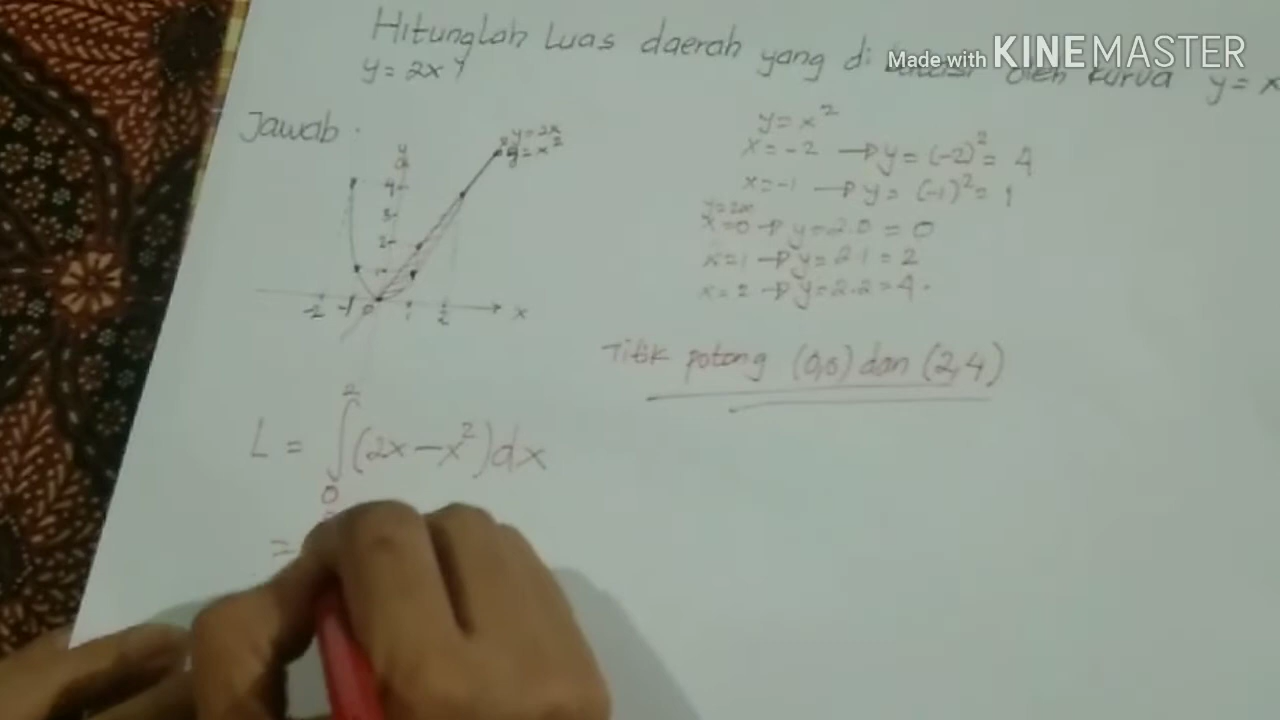 Hitunglah Luas daerah yang di oleh kurva y = x
y = 2x
Made with KINEMASTER
Jawab :
y = x²
x = -2 → y = (-2)² = 4
x = -1 → y = (-1)² = 1
y = 2x
x = 0 → y = 2.0 = 0
x = 1 → y = 2.1 = 2
x = 2 → y = 2.2 = 4.
y = 2x
y = x²
y
4
3
2
-2 -1 0 1 2 x
Titik potong (0,0) dan (2,4)
L = ∫₀² (2x - x²) dx
=